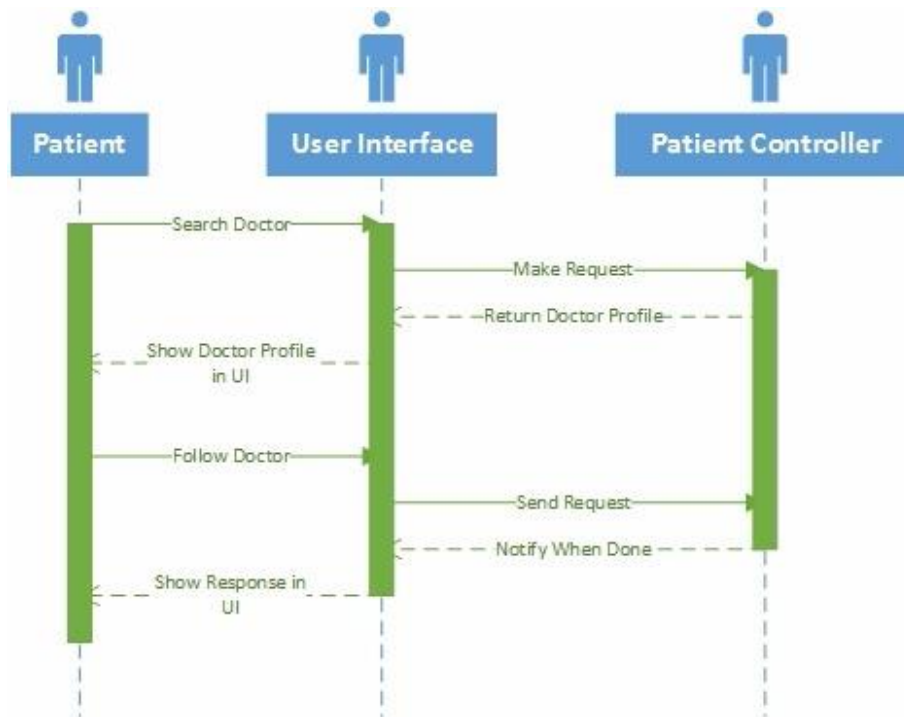 Patient
User Interface
Patient Controller
Search Doctor
Make Request
Return Doctor Profile
Show Doctor Profile
in UI
Follow Doctor
Send Request
Notify When Done
Show Response in
UI